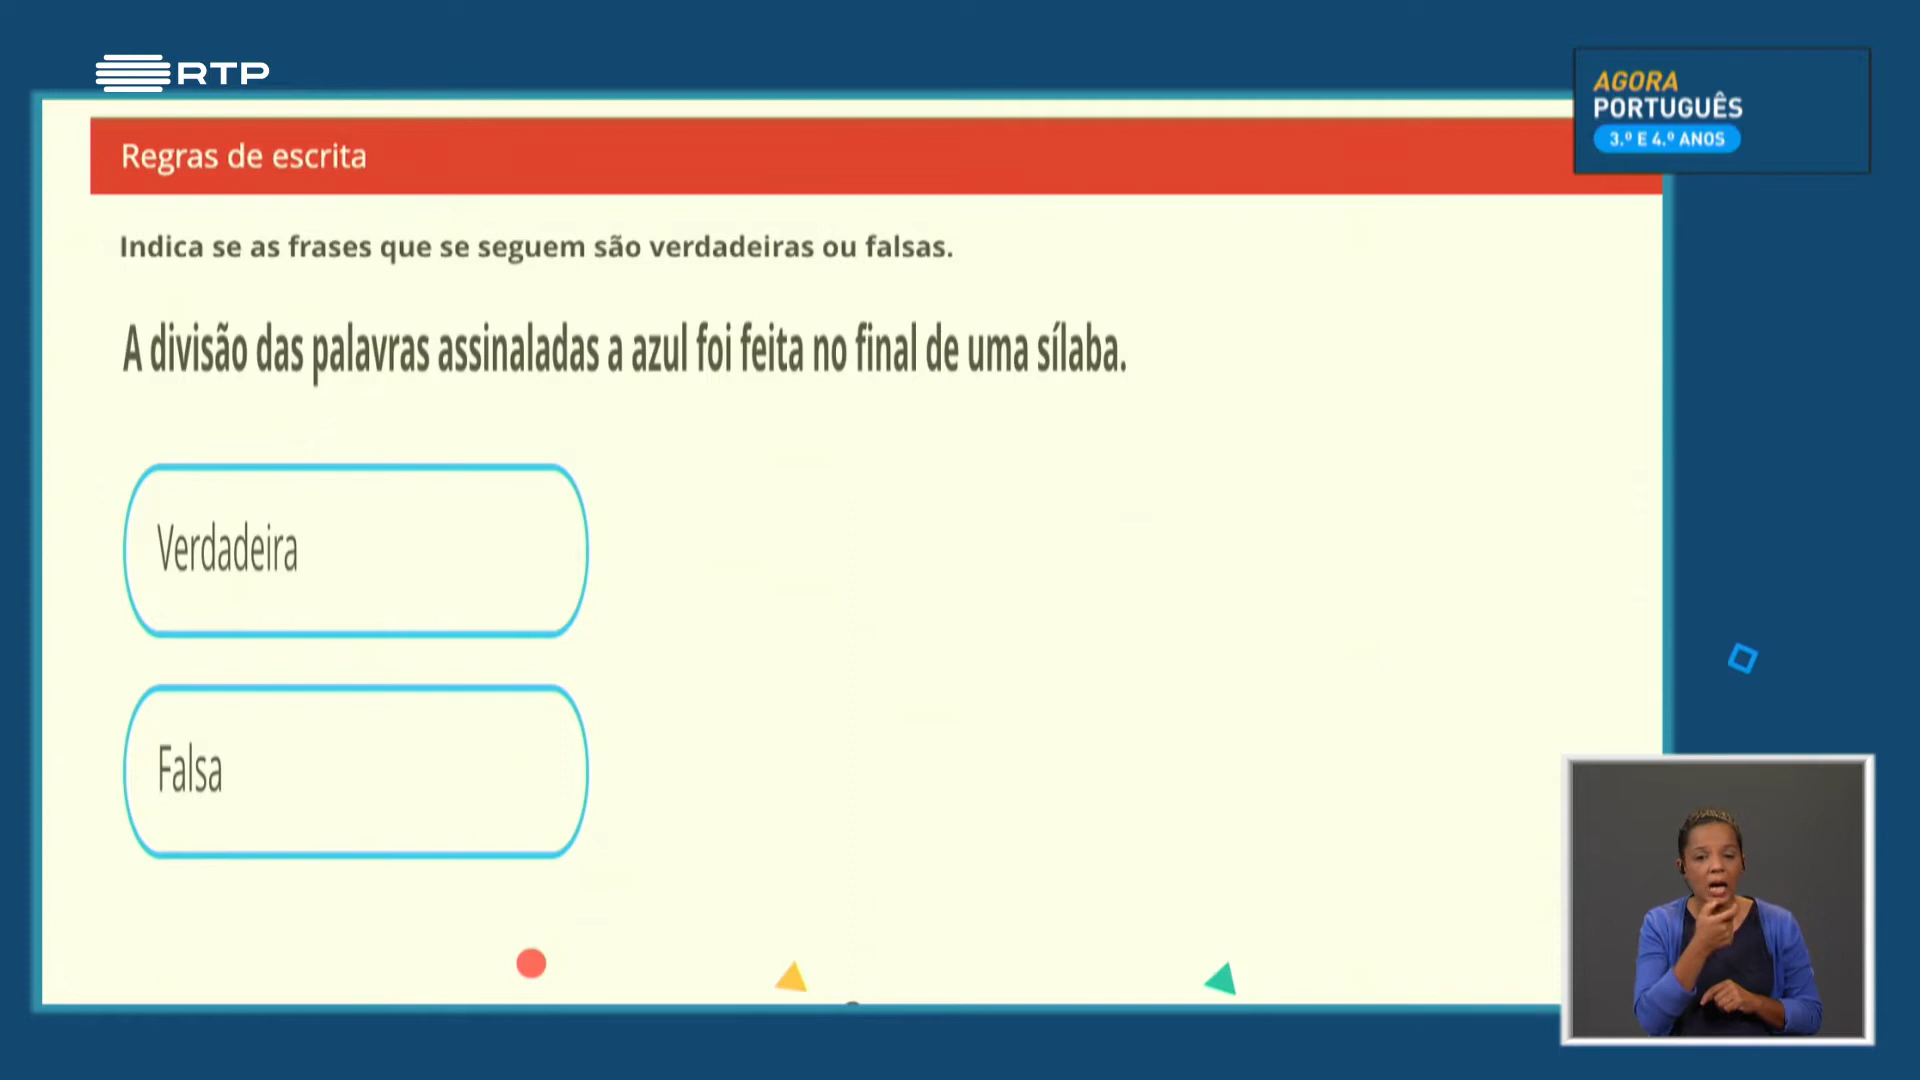 RTP
AGORA
PORTUGUÊS
3.º E 4.º ANOS
Regras de escrita
Indica se as frases que se seguem são verdadeiras ou falsas.
A divisão das palavras assinaladas a azul foi feita no final de uma sílaba.
Verdadeira
Falsa